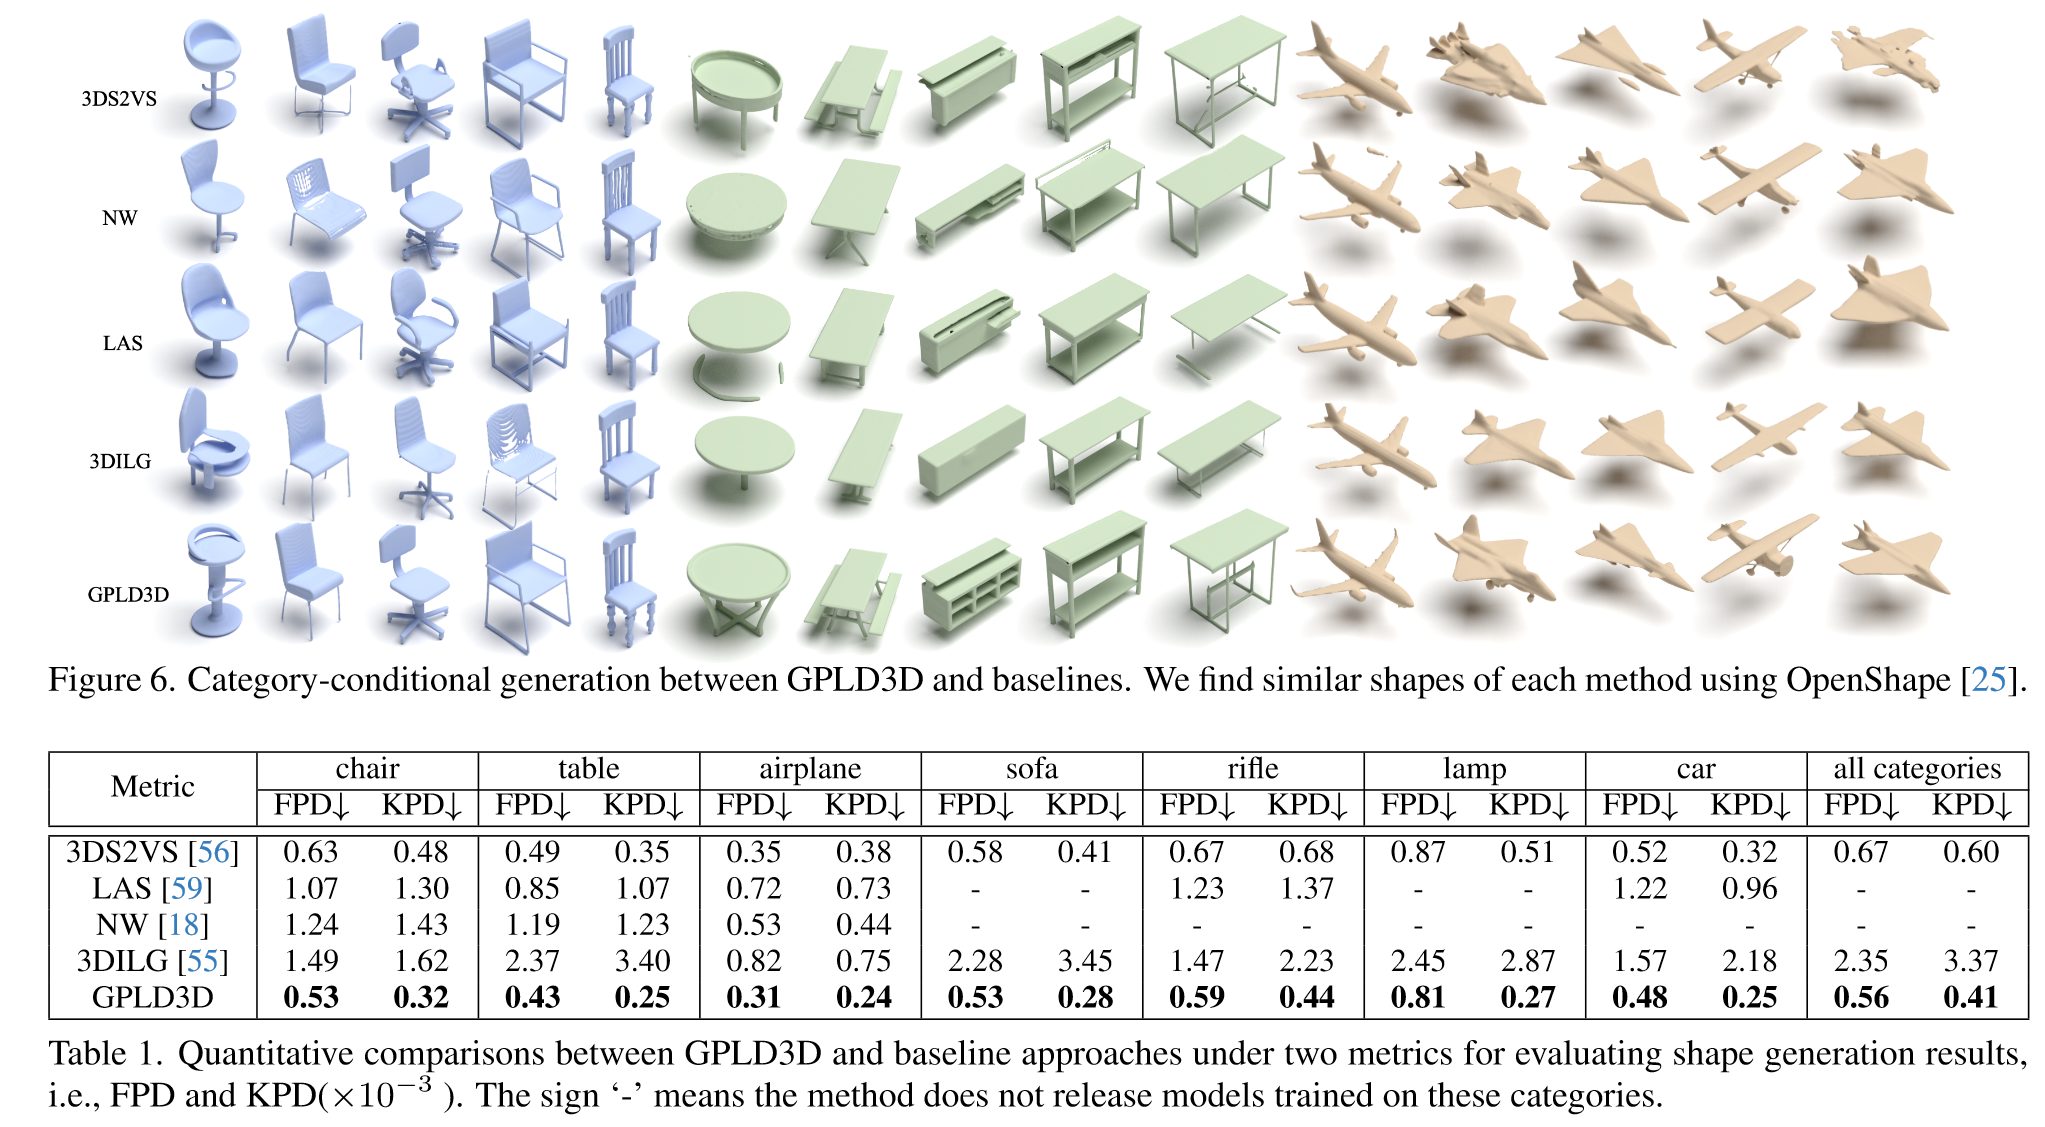 3DS2VS
NW
LAS
3DILG
GPLD3D
Figure 6. Category-conditional generation between GPLD3D and baselines. We find similar shapes of each method using OpenShape [25].
Metric chair table airplane sofa rifle lamp car all categories
FPD↓ KPD↓ FPD↓ KPD↓ FPD↓ KPD↓ FPD↓ KPD↓ FPD↓ KPD↓ FPD↓ KPD↓ FPD↓ KPD↓ FPD↓ KPD↓
3DS2VS [56] 0.63 0.48 0.49 0.35 0.35 0.38 0.58 0.41 0.67 0.68 0.87 0.51 0.52 0.32 0.67 0.60
LAS [59] 1.07 1.30 0.85 1.07 0.72 0.73 - - 1.23 1.37 - - 1.22 0.96 - -
NW [18] 1.24 1.43 1.19 1.23 0.53 0.44 - - - - - - - - - -
3DILG [55] 1.49 1.62 2.37 3.40 0.82 0.75 2.28 3.45 1.47 2.23 2.45 2.87 1.57 2.18 2.35 3.37
GPLD3D 0.53 0.32 0.43 0.25 0.31 0.24 0.53 0.28 0.59 0.44 0.81 0.27 0.48 0.25 0.56 0.41
Table 1. Quantitative comparisons between GPLD3D and baseline approaches under two metrics for evaluating shape generation results,
i.e., FPD and KPD(×10⁻³ ). The sign ‘-’ means the method does not release models trained on these categories.